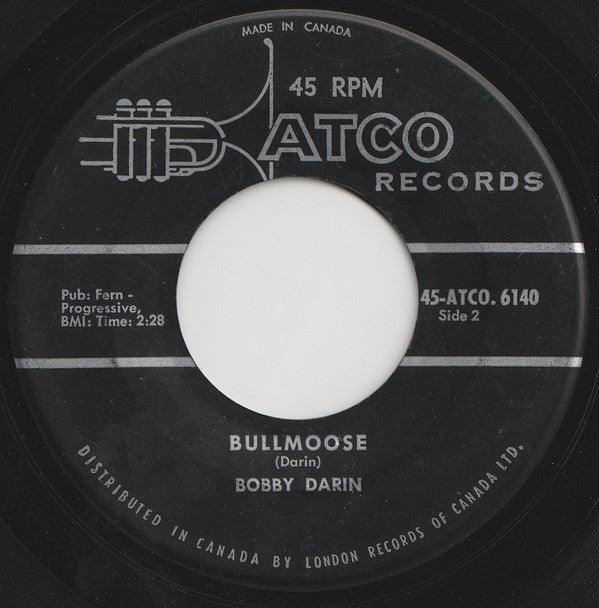 MADE IN CANADA
45 RPM
ATCO
RECORDS
Pub: Fern -
Progressive,
BMI: Time: 2:28
45-ATCO. 6140
Side 2
BULLMOOSE
(Darin)
BOBBY DARIN
DISTRIBUTED IN CANADA BY LONDON RECORDS OF CANADA LTD.